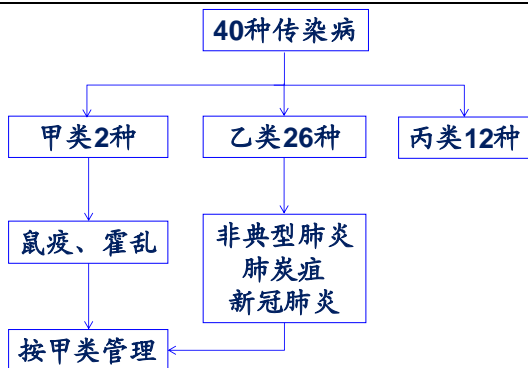 40种传染病
甲类2种
乙类26种
丙类12种
鼠疫、霍乱
非典型肺炎
肺炭疽
新冠肺炎
按甲类管理